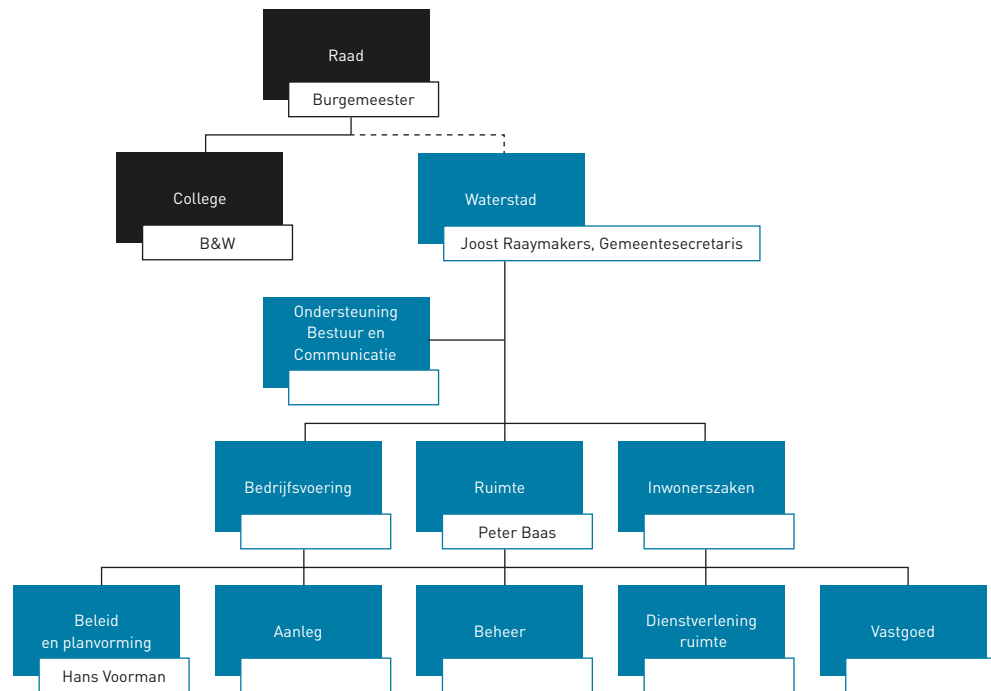 Raad
Burgemeester
College
B&W
Waterstad
Joost Raaymakers, Gemeentesecretaris
Ondersteuning
Bestuur en
Communicatie
Bedrijfsvoering
Ruimte
Peter Baas
Inwonerszaken
Beleid
en planvorming
Hans Voorman
Aanleg
Beheer
Dienstverlening
ruimte
Vastgoed